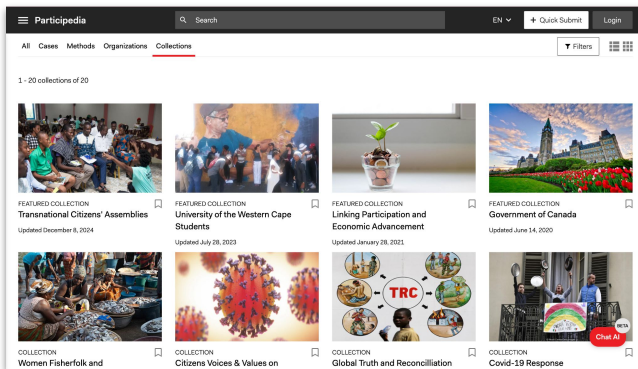 Participedia
Search
EN
+ Quick Submit
Login
All Cases Methods Organizations Collections
Filters
1 - 20 collections of 20
FEATURED COLLECTION
Transnational Citizens' Assemblies
Updated December 8, 2024
FEATURED COLLECTION
University of the Western Cape
Students
Updated July 28, 2023
FEATURED COLLECTION
Linking Participation and
Economic Advancement
Updated January 28, 2021
FEATURED COLLECTION
Government of Canada
Updated June 14, 2020
TRC
BETA
Chat AI
COLLECTION
Women Fisherfolk and
COLLECTION
Citizens Voices & Values on
COLLECTION
Global Truth and Reconcilliation
COLLECTION
Covid-19 Response